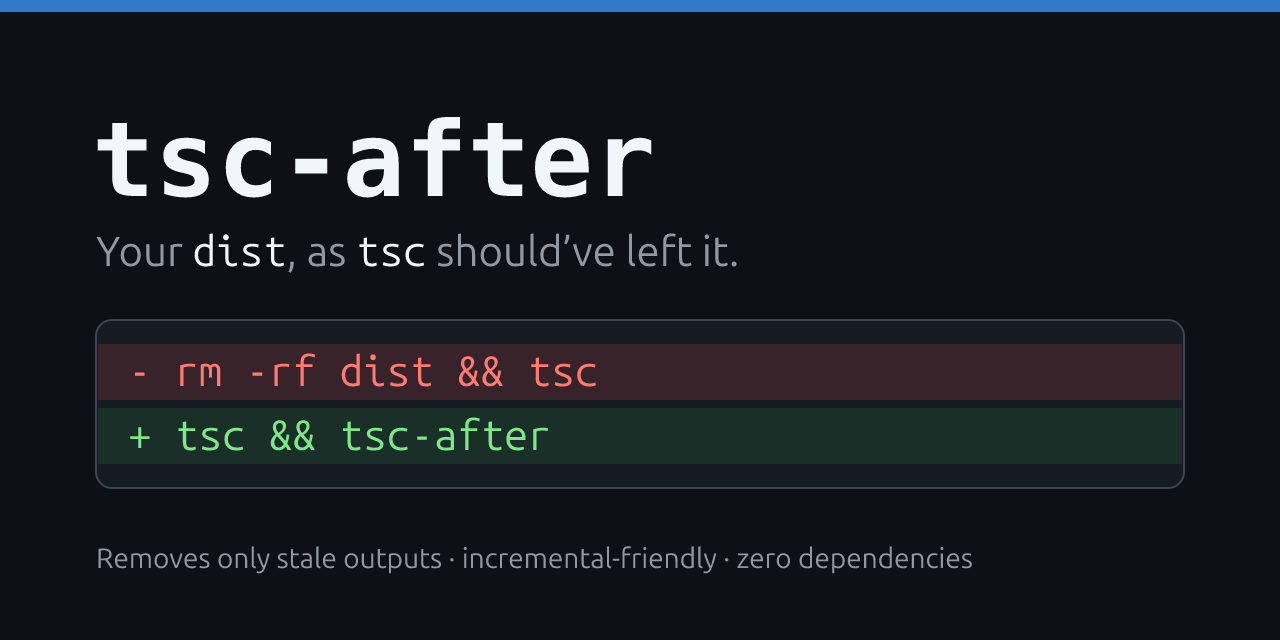 tsc-after
Your dist, as tsc should’ve left it.
- rm -rf dist && tsc
+ tsc && tsc-after
Removes only stale outputs · incremental-friendly · zero dependencies